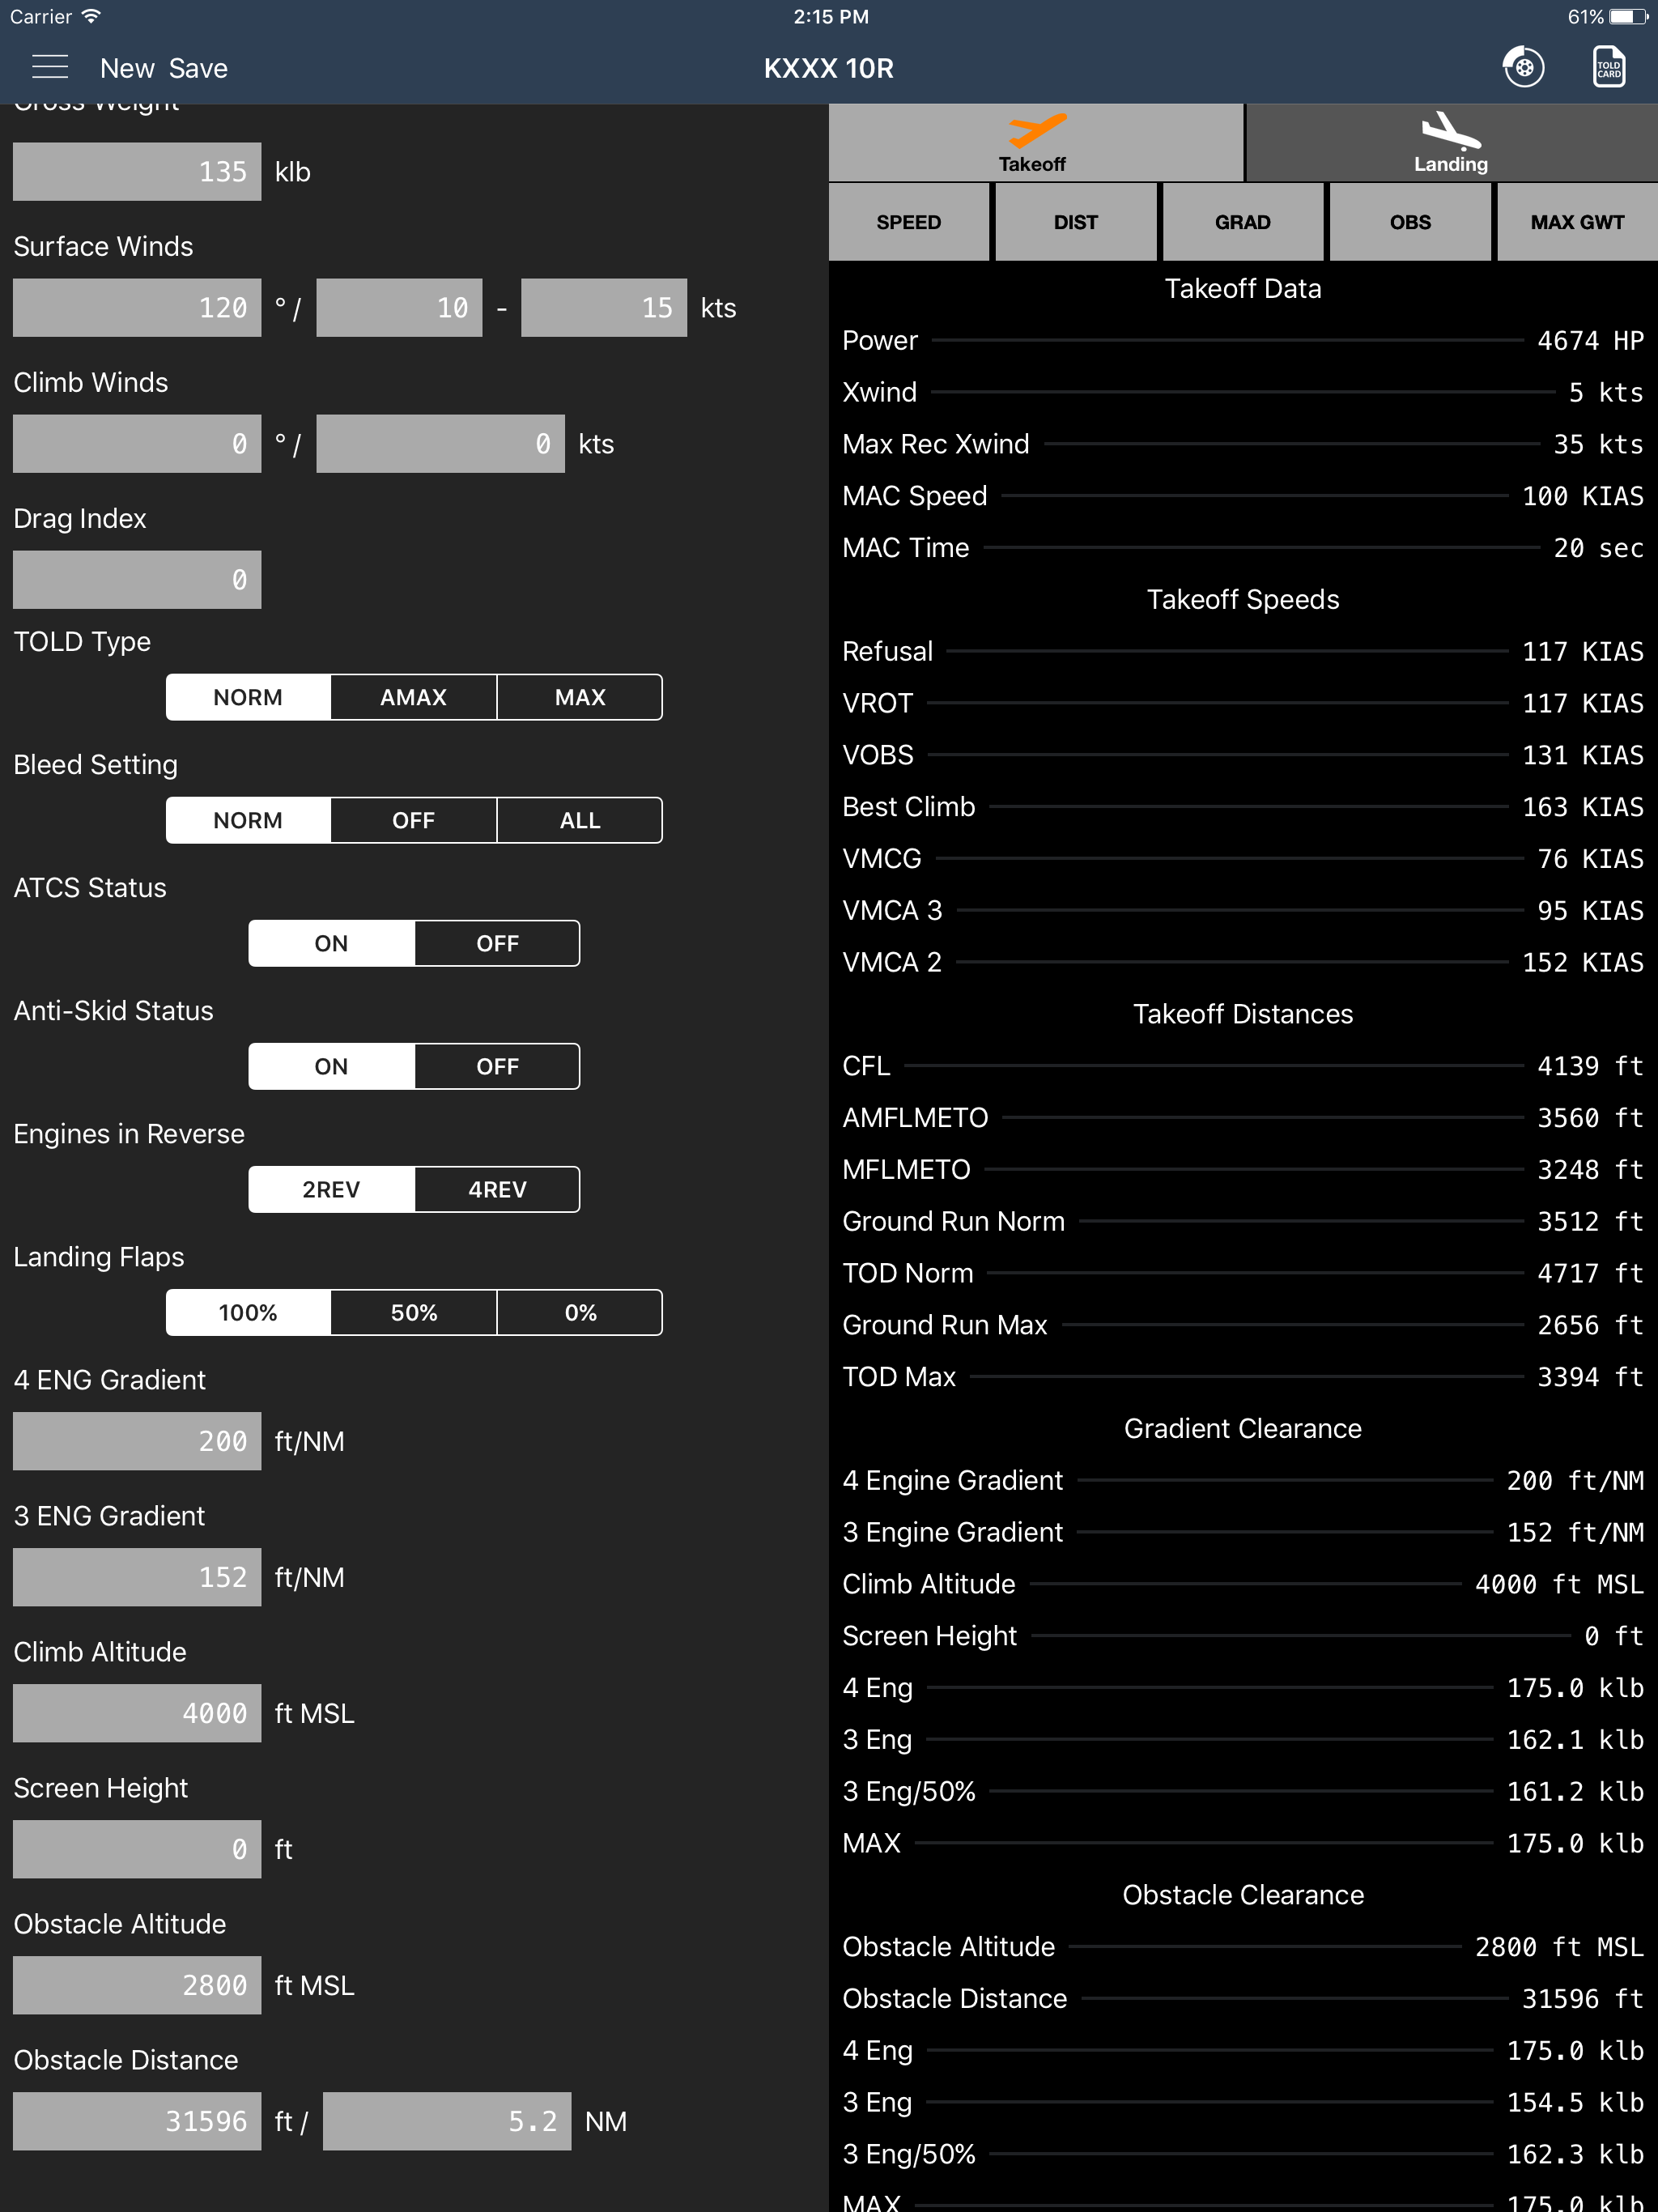 Carrier 2:15 PM 61%
New Save KXXX 10R TOLD CARD
Gross Weight
135 klb
Surface Winds
120 ° / 10 - 15 kts
Climb Winds
0 ° / 0 kts
Drag Index
0
TOLD Type
NORM AMAX MAX
Bleed Setting
NORM OFF ALL
ATCS Status
ON OFF
Anti-Skid Status
ON OFF
Engines in Reverse
2REV 4REV
Landing Flaps
100% 50% 0%
4 ENG Gradient
200 ft/NM
3 ENG Gradient
152 ft/NM
Climb Altitude
4000 ft MSL
Screen Height
0 ft
Obstacle Altitude
2800 ft MSL
Obstacle Distance
31596 ft / 5.2 NM
Takeoff Landing
SPEED DIST GRAD OBS MAX GWT
Takeoff Data
Power 4674 HP
Xwind 5 kts
Max Rec Xwind 35 kts
MAC Speed 100 KIAS
MAC Time 20 sec
Takeoff Speeds
Refusal 117 KIAS
VROT 117 KIAS
VOBS 131 KIAS
Best Climb 163 KIAS
VMCG 76 KIAS
VMCA 3 95 KIAS
VMCA 2 152 KIAS
Takeoff Distances
CFL 4139 ft
AMFLMETO 3560 ft
MFLMETO 3248 ft
Ground Run Norm 3512 ft
TOD Norm 4717 ft
Ground Run Max 2656 ft
TOD Max 3394 ft
Gradient Clearance
4 Engine Gradient 200 ft/NM
3 Engine Gradient 152 ft/NM
Climb Altitude 4000 ft MSL
Screen Height 0 ft
4 Eng 175.0 klb
3 Eng 162.1 klb
3 Eng/50% 161.2 klb
MAX 175.0 klb
Obstacle Clearance
Obstacle Altitude 2800 ft MSL
Obstacle Distance 31596 ft
4 Eng 175.0 klb
3 Eng 154.5 klb
3 Eng/50% 162.3 klb
MAX 175.0 klb